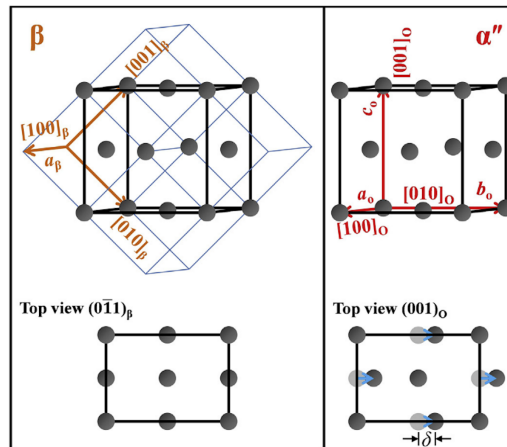 β
[001]β
[100]β
aβ
[010]β
Top view (01̄1)β
α″
[001]O
co
ao
[010]O
bo
[100]O
Top view (001)O
δ